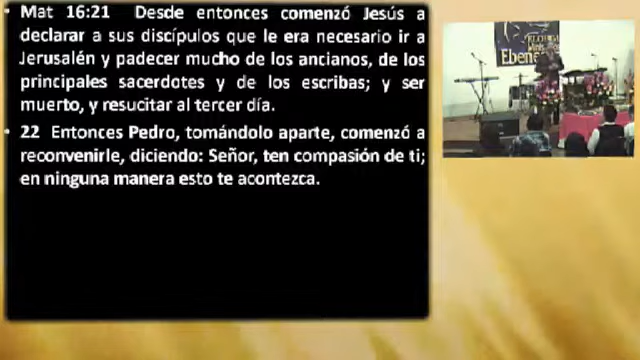 • Mat 16:21 Desde entonces comenzó Jesús a
declarar a sus discípulos que le era necesario ir a
Jerusalén y padecer mucho de los ancianos, de los
principales sacerdotes y de los escribas; y ser
muerto, y resucitar al tercer día.
• 22 Entonces Pedro, tomándolo aparte, comenzó a
reconvenirle, diciendo: Señor, ten compasión de ti;
en ninguna manera esto te acontezca.